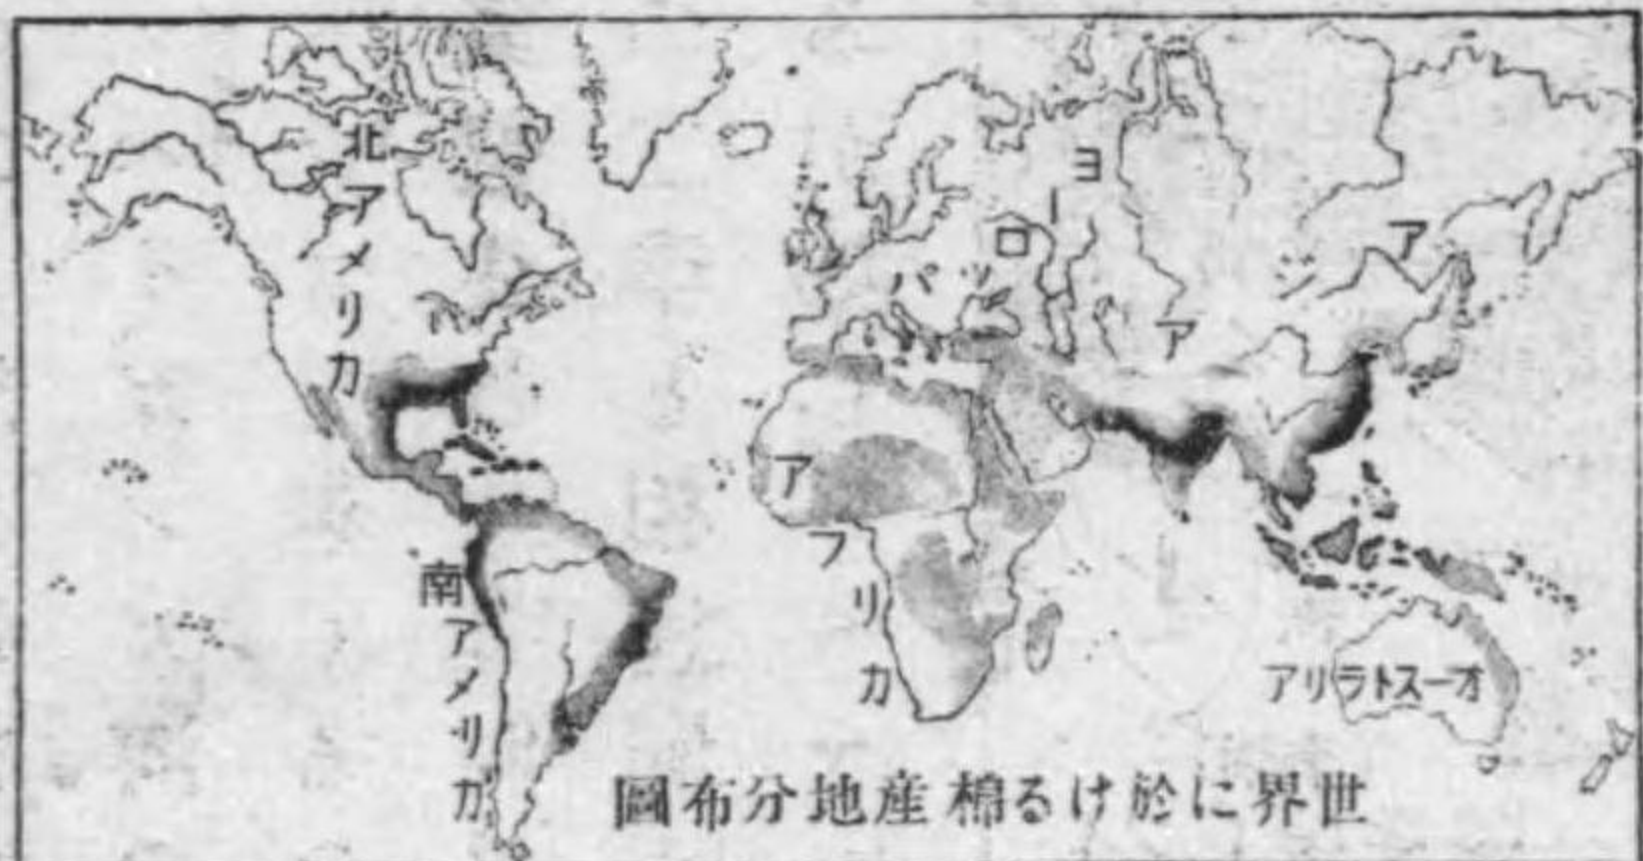 北アメリカ
南アメリカ
ヨーロッパ
アジア
アフリカ
オーストラリア
世界に於ける棉産地分布圖